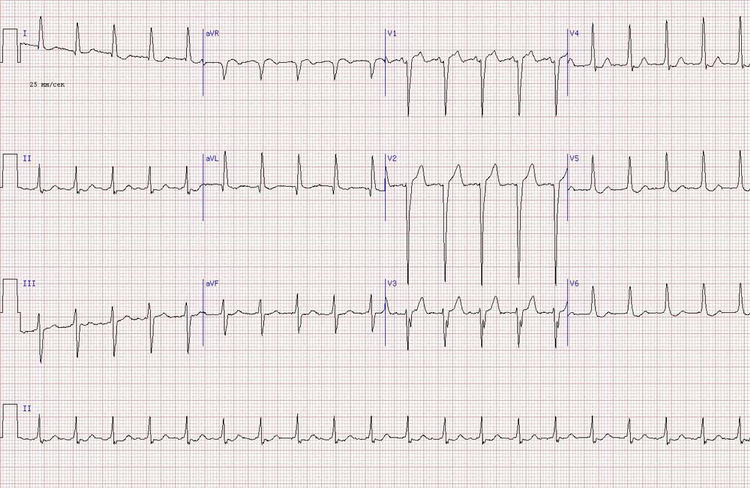 I aVR V1 V4
25 мм/сек
II aVL V2 V5
III aVF V3 V6
II